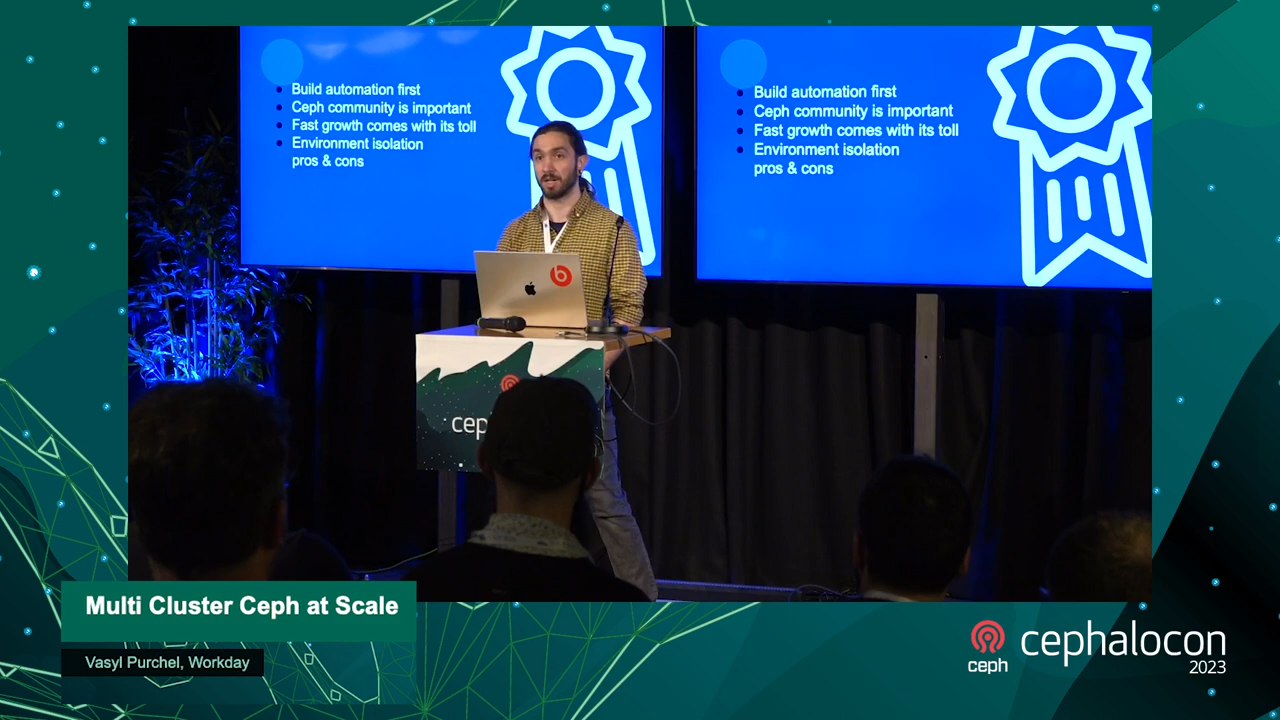 Build automation first
Ceph community is important
Fast growth comes with its toll
Environment isolation
pros & cons
Build automation first
Ceph community is important
Fast growth comes with its toll
Environment isolation
pros & cons
b
cep
Multi Cluster Ceph at Scale
Vasyl Purchel, Workday
ceph
cephalocon
2023